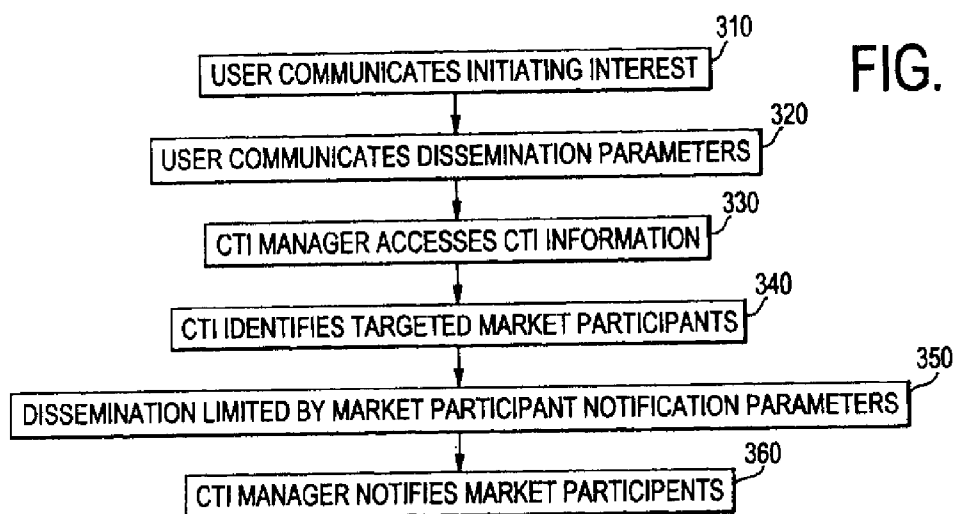 310
USER COMMUNICATES INITIATING INTEREST
FIG.
320
USER COMMUNICATES DISSEMINATION PARAMETERS
330
CTI MANAGER ACCESSES CTI INFORMATION
340
CTI IDENTIFIES TARGETED MARKET PARTICIPANTS
350
DISSEMINATION LIMITED BY MARKET PARTICIPANT NOTIFICATION PARAMETERS
360
CTI MANAGER NOTIFIES MARKET PARTICIPENTS